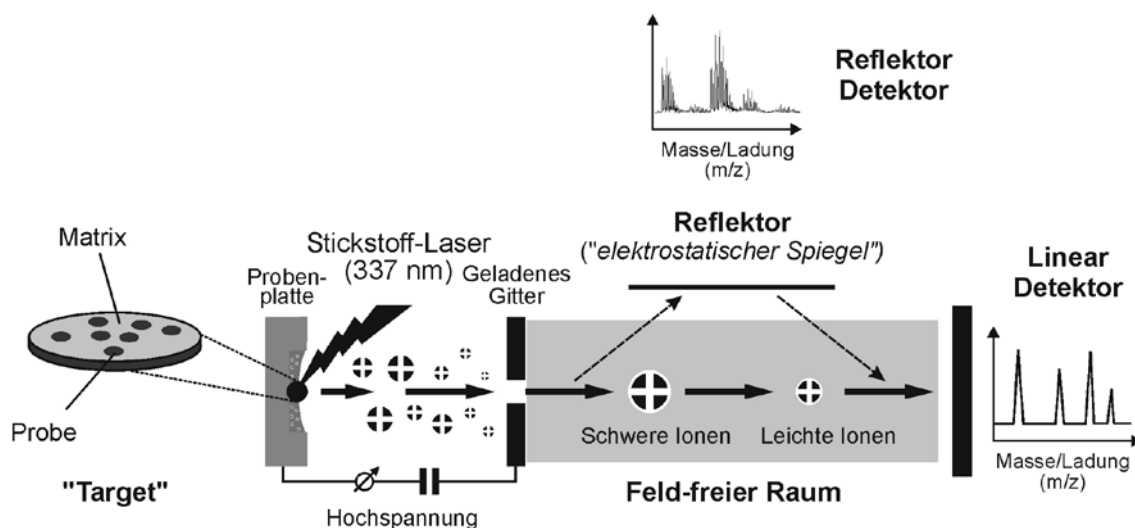 Reflektor
Detektor
Masse/Ladung
(m/z)
Matrix
Stickstoff-Laser
(337 nm)
Proben-
platte
Geladenes
Gitter
Reflektor
("elektrostatischer Spiegel")
Linear
Detektor
Probe
Schwere Ionen
Leichte Ionen
Masse/Ladung
(m/z)
"Target"
Hochspannung
Feld-freier Raum